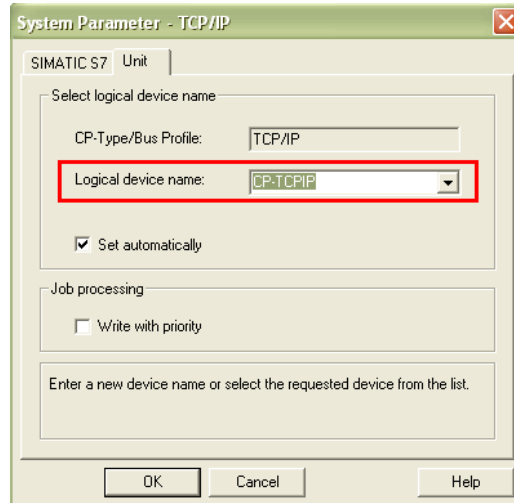 System Parameter - TCP/IP
SIMATIC S7 Unit
Select logical device name
CP-Type/Bus Profile: TCP/IP
Logical device name: CP-TCPIP
Set automatically
Job processing
Write with priority
Enter a new device name or select the requested device from the list.
OK Cancel Help